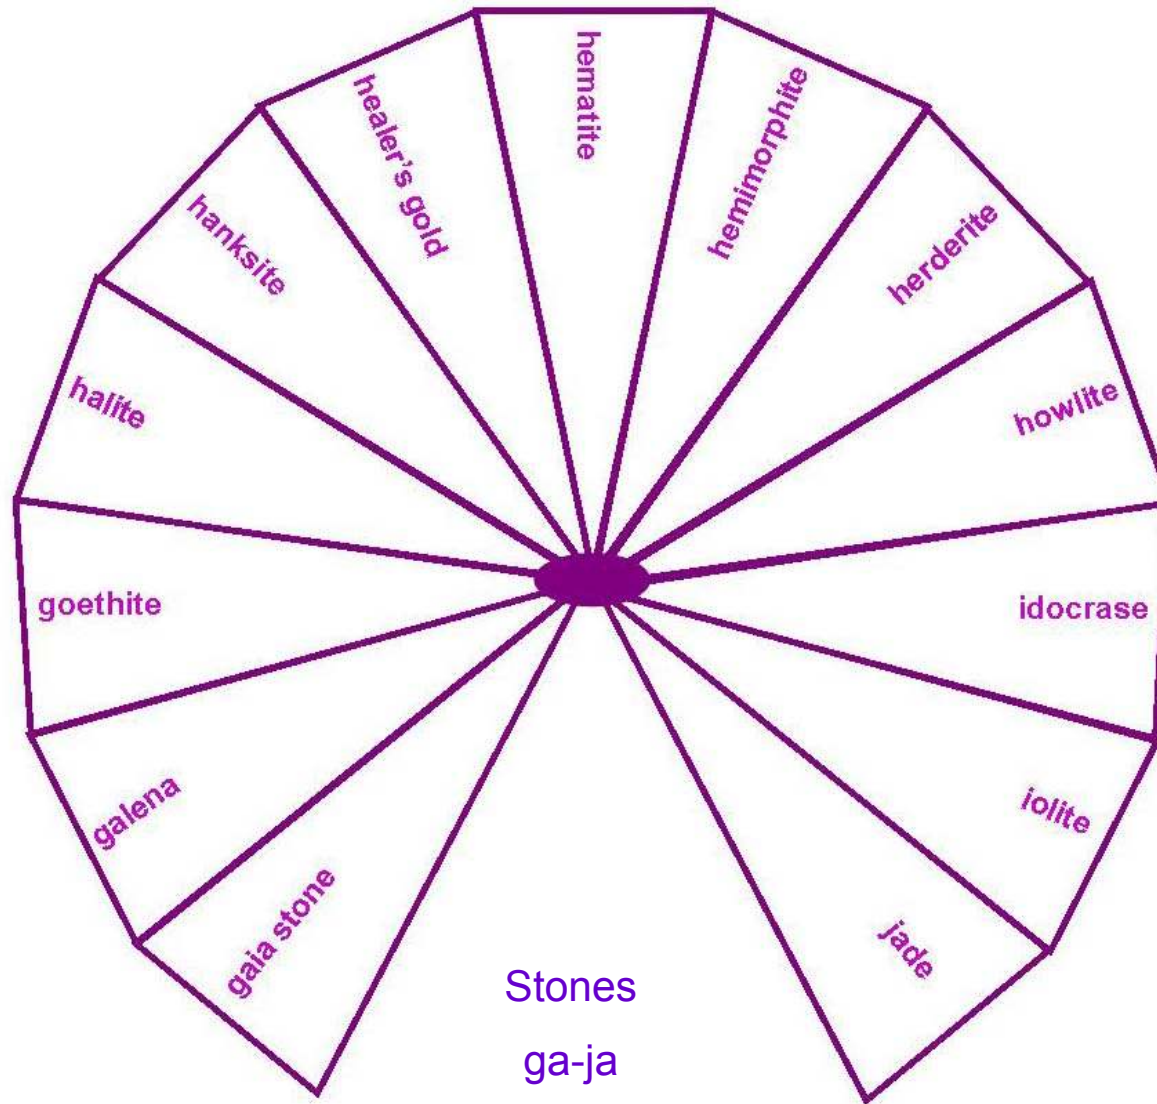 gaia stone
galena
goethite
halite
hanksite
healer's gold
hematite
hemimorphite
herderite
howlite
idocrase
iolite
jade
Stones
ga-ja